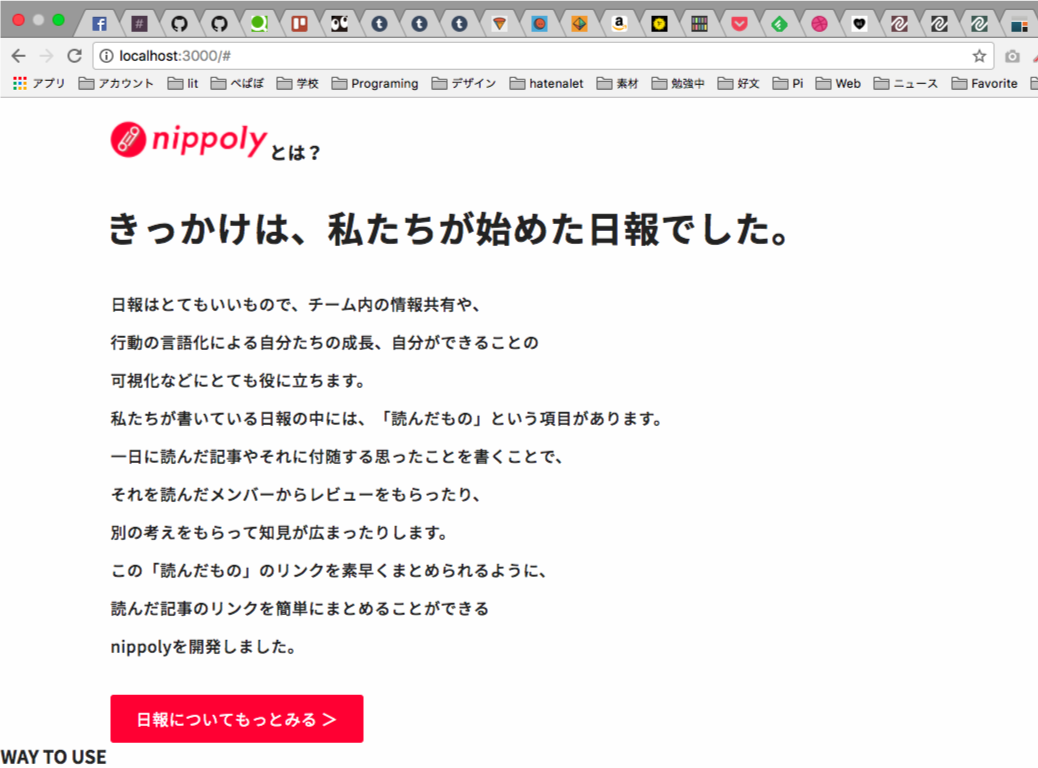 localhost:3000/#
アプリ アカウント lit ぺぱぼ 学校 Programing デザイン hatenalet 素材 勉強中 好文 Pi Web ニュース Favorite
nippolyとは？
きっかけは、私たちが始めた日報でした。
日報はとてもいいもので、チーム内の情報共有や、
行動の言語化による自分たちの成長、自分ができることの
可視化などにとても役に立ちます。
私たちが書いている日報の中には、「読んだもの」という項目があります。
一日に読んだ記事やそれに付随する思ったことを書くことで、
それを読んだメンバーからレビューをもらったり、
別の考えをもらって知見が広まったりします。
この「読んだもの」のリンクを素早くまとめられるように、
読んだ記事のリンクを簡単にまとめることができる
nippolyを開発しました。
日報についてもっとみる ＞
WAY TO USE